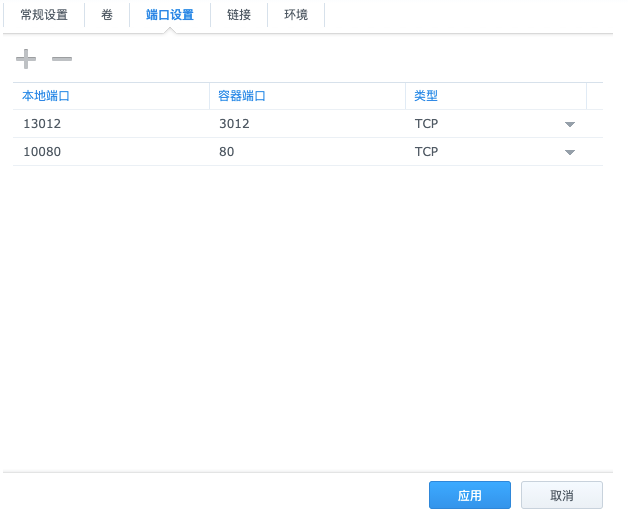 常规设置 卷 端口设置 链接 环境
本地端口 容器端口 类型
13012 3012 TCP
10080 80 TCP
应用 取消